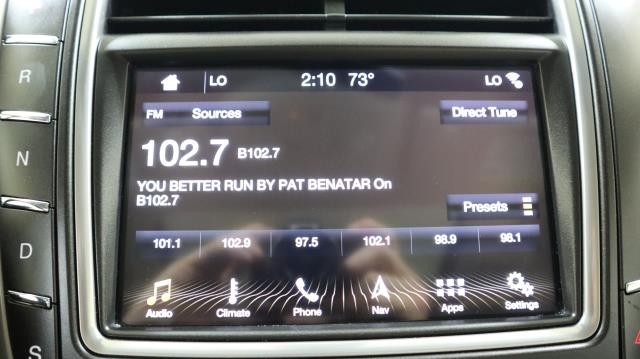 LO 2:10 73° LO
R
FM Sources Direct Tune
102.7 B102.7
N
YOU BETTER RUN BY PAT BENATAR On
B102.7
Presets
101.1 102.9 97.5 102.1 98.9 98.1
D
Audio Climate Phone Nav Apps Settings
S